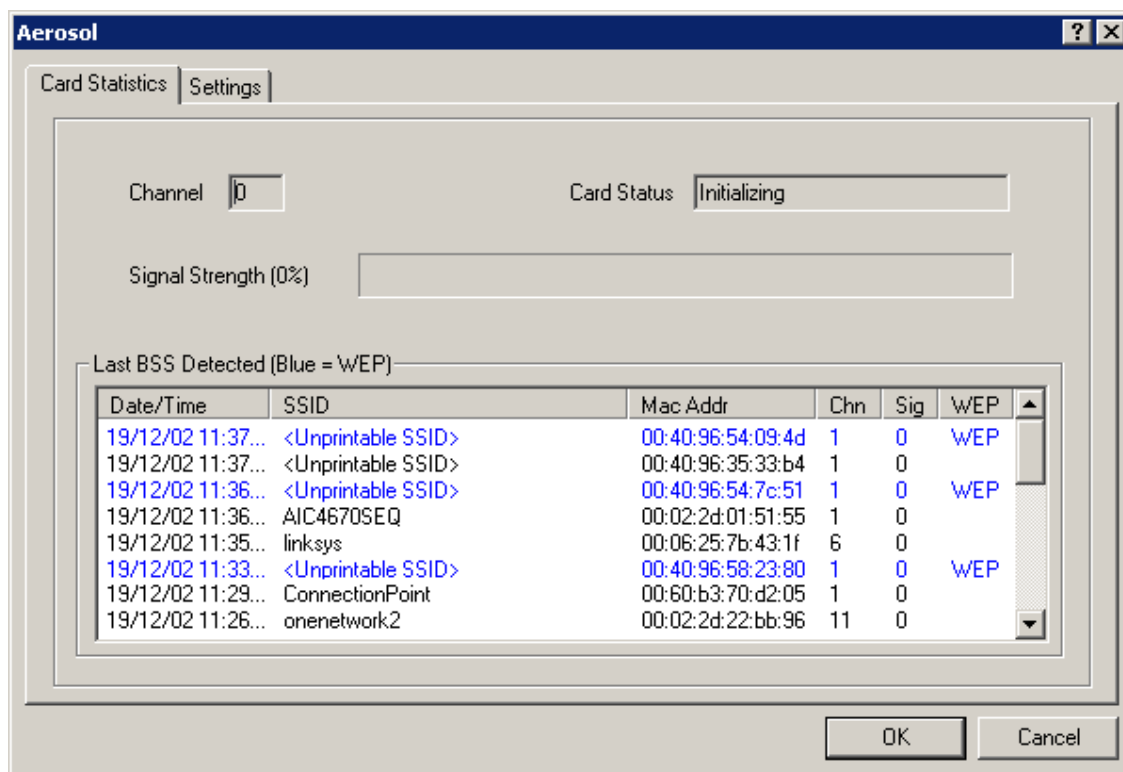 Aerosol
Card Statistics Settings
Channel 0 Card Status Initializing
Signal Strength (0%)
Last BSS Detected (Blue = WEP)
Date/Time SSID Mac Addr Chn Sig WEP
19/12/02 11:37... <Unprintable SSID> 00:40:96:54:09:4d 1 0 WEP
19/12/02 11:37... <Unprintable SSID> 00:40:96:35:33:b4 1 0
19/12/02 11:36... <Unprintable SSID> 00:40:96:54:7c:51 1 0 WEP
19/12/02 11:36... AIC4670SEQ 00:02:2d:01:51:55 1 0
19/12/02 11:35... linksys 00:06:25:7b:43:1f 6 0
19/12/02 11:33... <Unprintable SSID> 00:40:96:58:23:80 1 0 WEP
19/12/02 11:29... ConnectionPoint 00:60:b3:70:d2:05 1 0
19/12/02 11:26... onenetwork2 00:02:2d:22:bb:96 11 0
OK Cancel